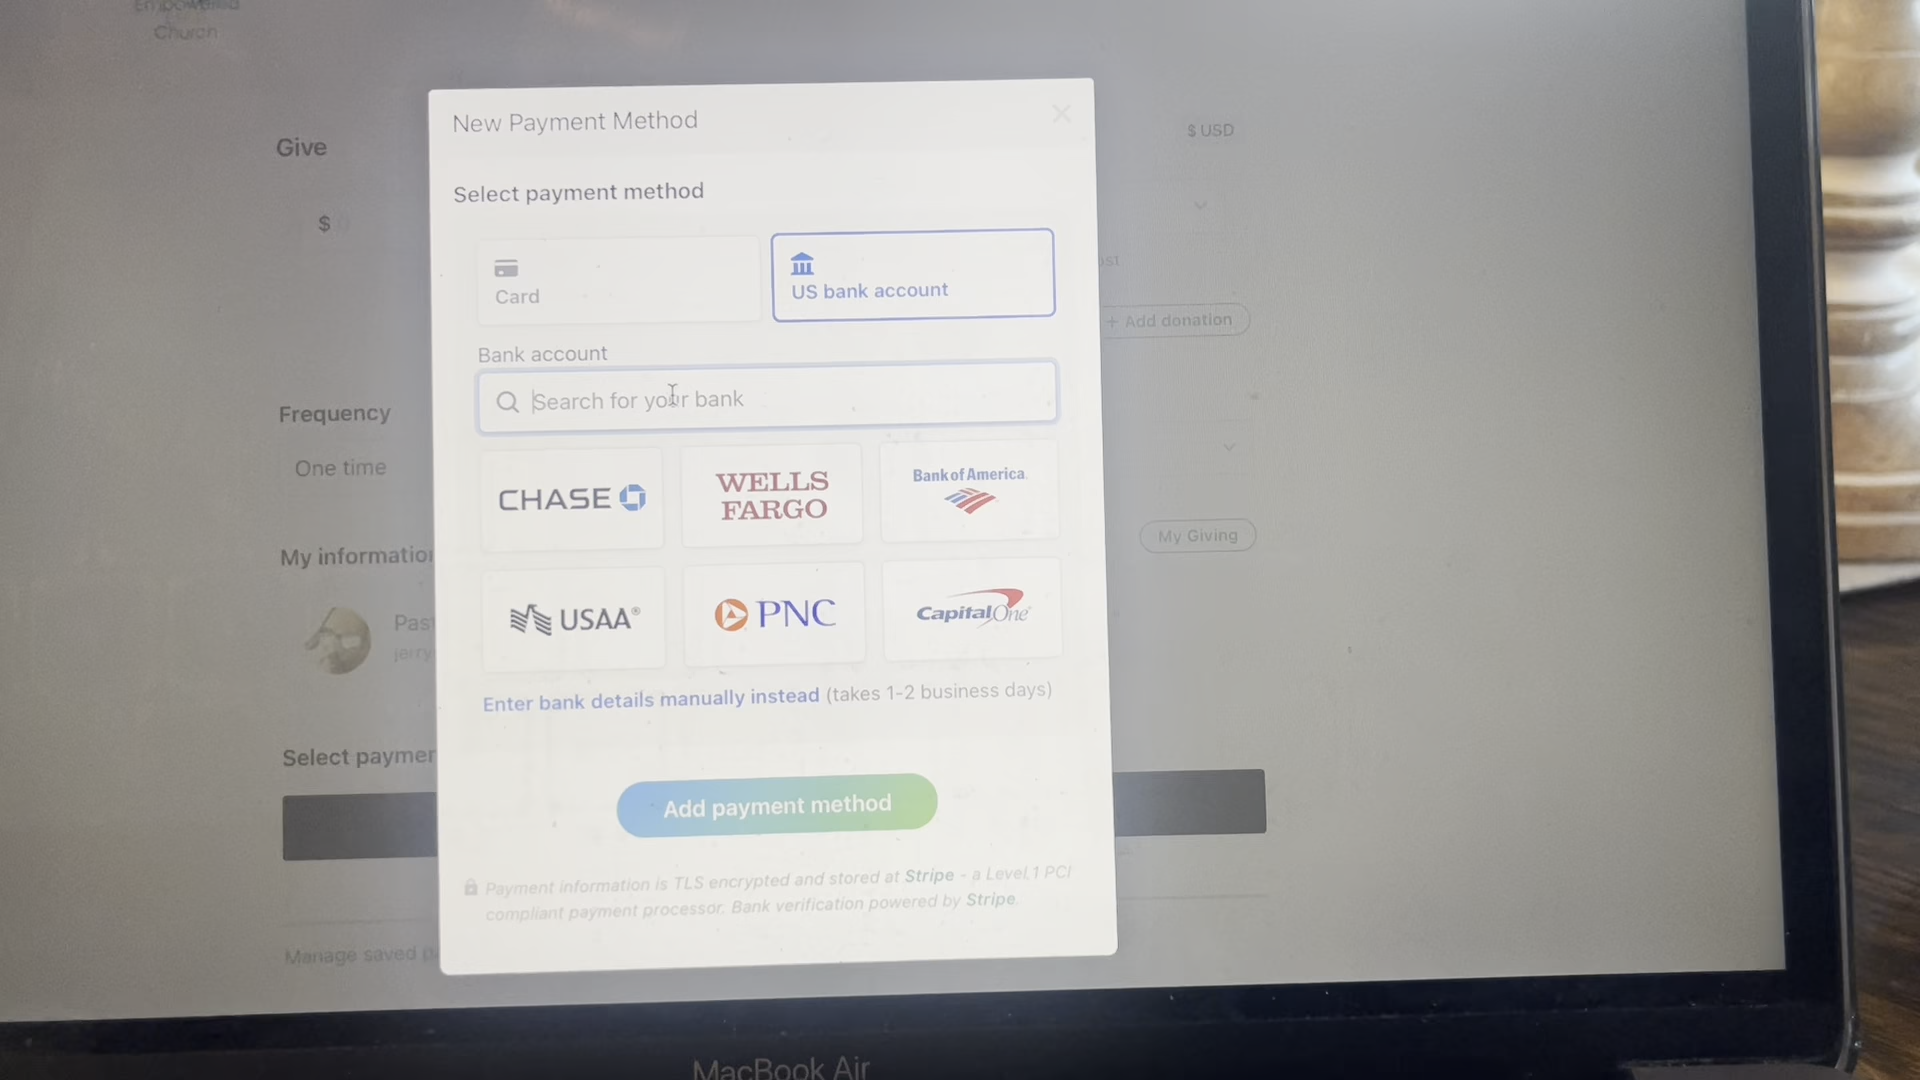 Empowered
Church
Give
$ USD
$
+ Add donation
Frequency
One time
My information
My Giving
Select
Manage saved
New Payment Method
Select payment method
Card
US bank account
Bank account
Search for your bank
CHASE
WELLS
FARGO
Bank of America
USAA®
PNC
Capital One
Enter bank details manually instead (takes 1-2 business days)
Add payment method
Payment information is TLS encrypted and stored at Stripe - a Level 1 PCI
compliant payment processor. Bank verification powered by Stripe.
MacBook Air